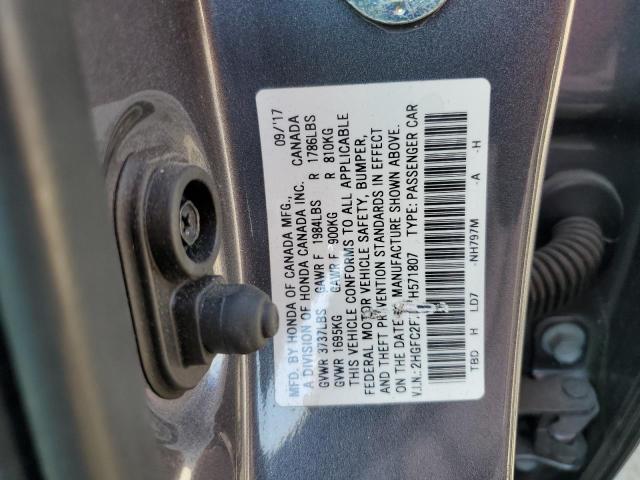 MFD. BY HONDA OF CANADA MFG., 09/'17
A DIVISION OF HONDA CANADA INC. CANADA
GVWR 3737LBS GAWR F 1984LBS R 1786LBS
GVWR 1695KG GAWR F 900KG R 810KG
THIS VEHICLE CONFORMS TO ALL APPLICABLE
FEDERAL MOTOR VEHICLE SAFETY, BUMPER,
AND THEFT PREVENTION STANDARDS IN EFFECT
ON THE DATE MANUFACTURE SHOWN ABOVE.
V.I.N.: 2HGFC2F H571807 TYPE: PASSENGER CAR
TBD H LD7 -NH797M -A -H